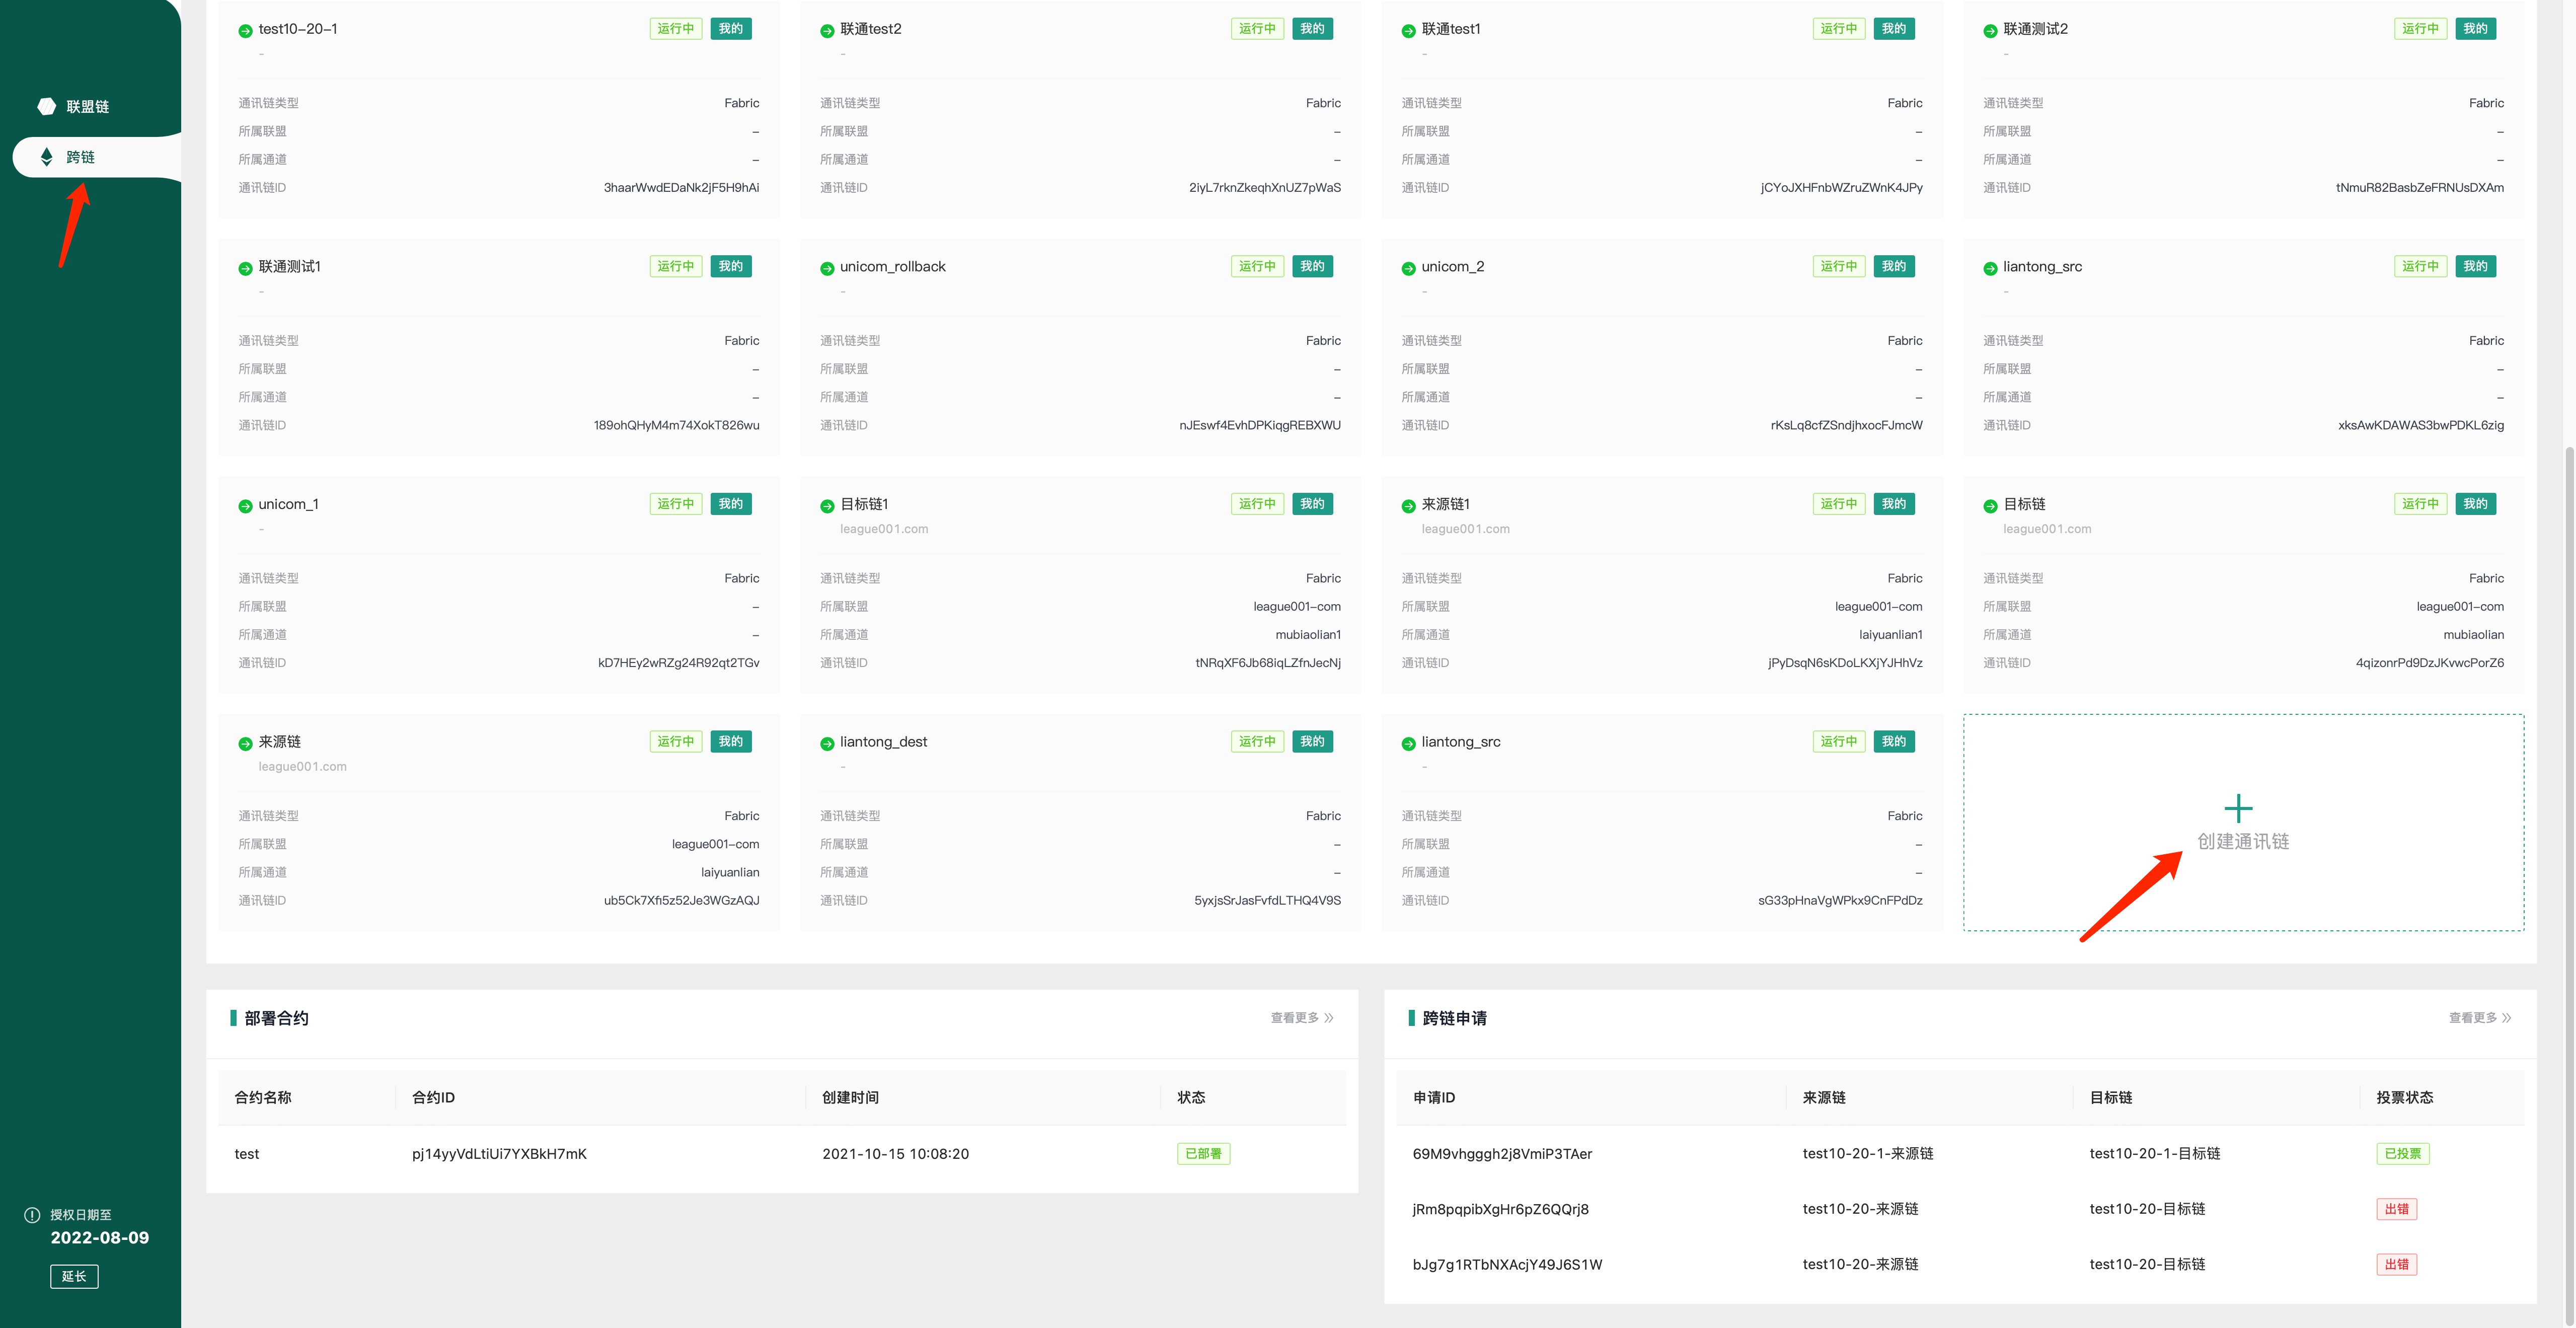 联盟链
跨链
授权日期至
2022-08-09
延长
test10-20-1 运行中 我的
-
通讯链类型 Fabric
所属联盟 -
所属通道 -
通讯链ID 3haarWwdEDaNk2jF5H9hAi
联通test2 运行中 我的
-
通讯链类型 Fabric
所属联盟 -
所属通道 -
通讯链ID 2iyL7rknZkeqhXnUZ7pWaS
联通test1 运行中 我的
-
通讯链类型 Fabric
所属联盟 -
所属通道 -
通讯链ID jCYoJXHFnbWZruZWnK4JPy
联通测试2 运行中 我的
-
通讯链类型 Fabric
所属联盟 -
所属通道 -
通讯链ID tNmuR82BasbZeFRNUsDXAm
联通测试1 运行中 我的
-
通讯链类型 Fabric
所属联盟 -
所属通道 -
通讯链ID 189ohQHyM4m74XokT826wu
unicom_rollback 运行中 我的
-
通讯链类型 Fabric
所属联盟 -
所属通道 -
通讯链ID nJEswf4EvhDPKiqgREBXWU
unicom_2 运行中 我的
-
通讯链类型 Fabric
所属联盟 -
所属通道 -
通讯链ID rKsLq8cfZSndjhxocFJmcW
liantong_src 运行中 我的
-
通讯链类型 Fabric
所属联盟 -
所属通道 -
通讯链ID xksAwKDAWAS3bwPDKL6zig
unicom_1 运行中 我的
-
通讯链类型 Fabric
所属联盟 -
所属通道 -
通讯链ID kD7HEy2wRZg24R92qt2TGv
目标链1 运行中 我的
league001.com
通讯链类型 Fabric
所属联盟 league001-com
所属通道 mubiaolian1
通讯链ID tNRqXF6Jb68iqLZfnJecNj
来源链1 运行中 我的
league001.com
通讯链类型 Fabric
所属联盟 league001-com
所属通道 laiyuanlian1
通讯链ID jPyDsqN6sKDoLKXjYJHhVz
目标链 运行中 我的
league001.com
通讯链类型 Fabric
所属联盟 league001-com
所属通道 mubiaolian
通讯链ID 4qizonrPd9DzJKvwcPorZ6
来源链 运行中 我的
league001.com
通讯链类型 Fabric
所属联盟 league001-com
所属通道 laiyuanlian
通讯链ID ub5Ck7Xfi5z52Je3WGzAQJ
liantong_dest 运行中 我的
-
通讯链类型 Fabric
所属联盟 -
所属通道 -
通讯链ID 5yxjsSrJasFvfdLTHQ4V9S
liantong_src 运行中 我的
-
通讯链类型 Fabric
所属联盟 -
所属通道 -
通讯链ID sG33pHnaVgWPkx9CnFPdDz
创建通讯链
部署合约 查看更多
合约名称 合约ID 创建时间 状态
test pj14yyVdLtiUi7YXBkH7mK 2021-10-15 10:08:20 已部署
跨链申请 查看更多
申请ID 来源链 目标链 投票状态
69M9vhgggh2j8VmiP3TAer test10-20-1-来源链 test10-20-1-目标链 已投票
jRm8pqpibXgHr6pZ6QQrj8 test10-20-来源链 test10-20-目标链 出错
bJg7g1RTbNXAcjY49J6S1W test10-20-来源链 test10-20-目标链 出错